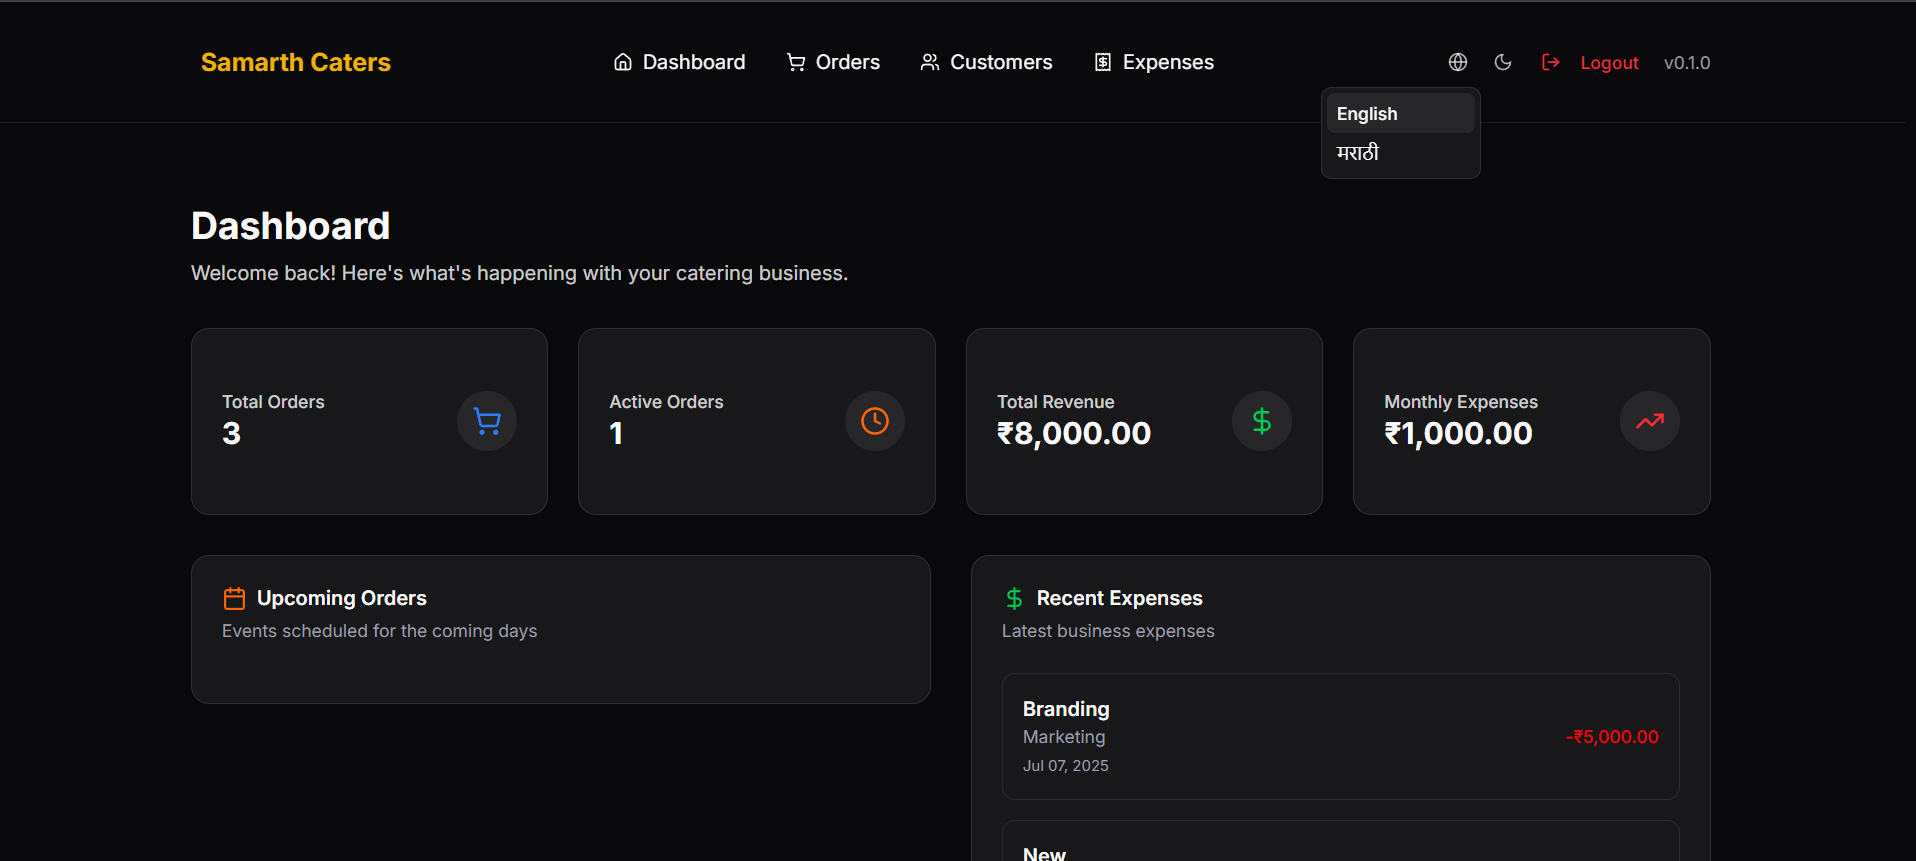 Samarth Caters
Dashboard
Orders
Customers
Expenses
Logout
v0.1.0
English
मराठी
Dashboard
Welcome back! Here's what's happening with your catering business.
Total Orders
3
Active Orders
1
Total Revenue
₹8,000.00
Monthly Expenses
₹1,000.00
Upcoming Orders
Events scheduled for the coming days
Recent Expenses
Latest business expenses
Branding
Marketing
-₹5,000.00
Jul 07, 2025
New